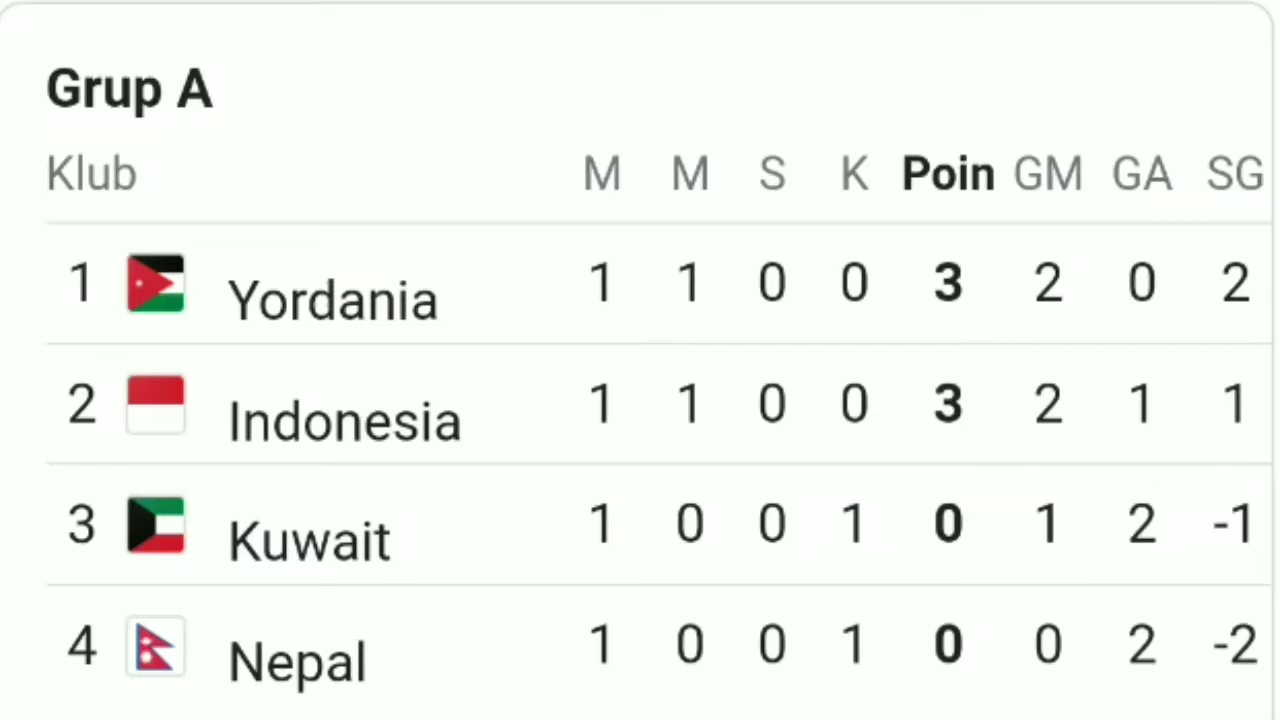 Grup A
Klub M M S K Poin GM GA SG
1 Yordania 1 1 0 0 3 2 0 2
2 Indonesia 1 1 0 0 3 2 1 1
3 Kuwait 1 0 0 1 0 1 2 -1
4 Nepal 1 0 0 1 0 0 2 -2